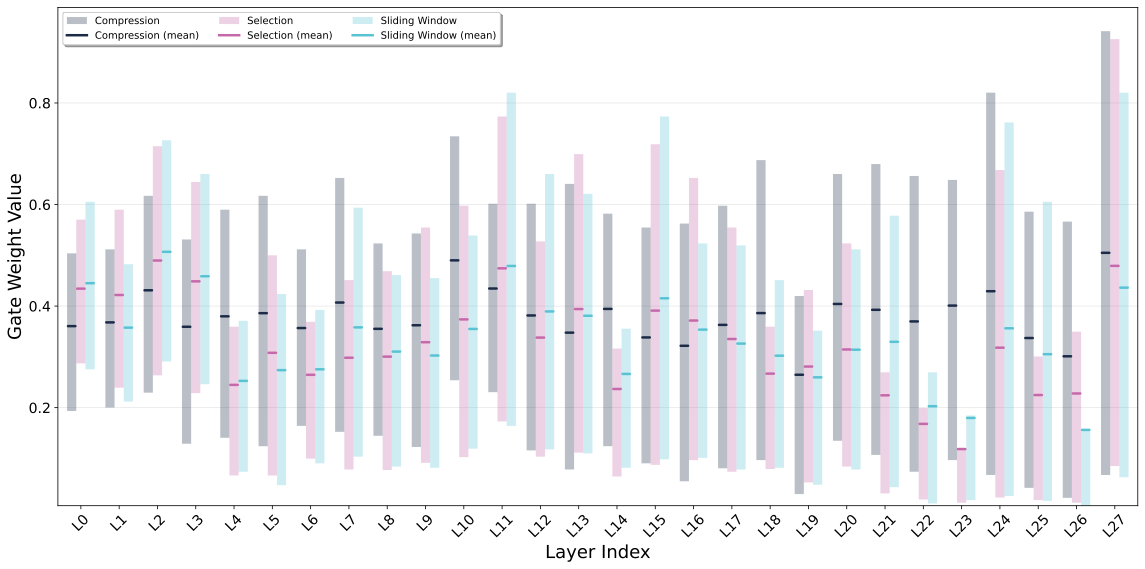 Compression Selection Sliding Window
Compression (mean) Selection (mean) Sliding Window (mean)
Gate Weight Value
0.8
0.6
0.4
0.2
L0 L1 L2 L3 L4 L5 L6 L7 L8 L9 L10 L11 L12 L13 L14 L15 L16 L17 L18 L19 L20 L21 L22 L23 L24 L25 L26 L27
Layer Index